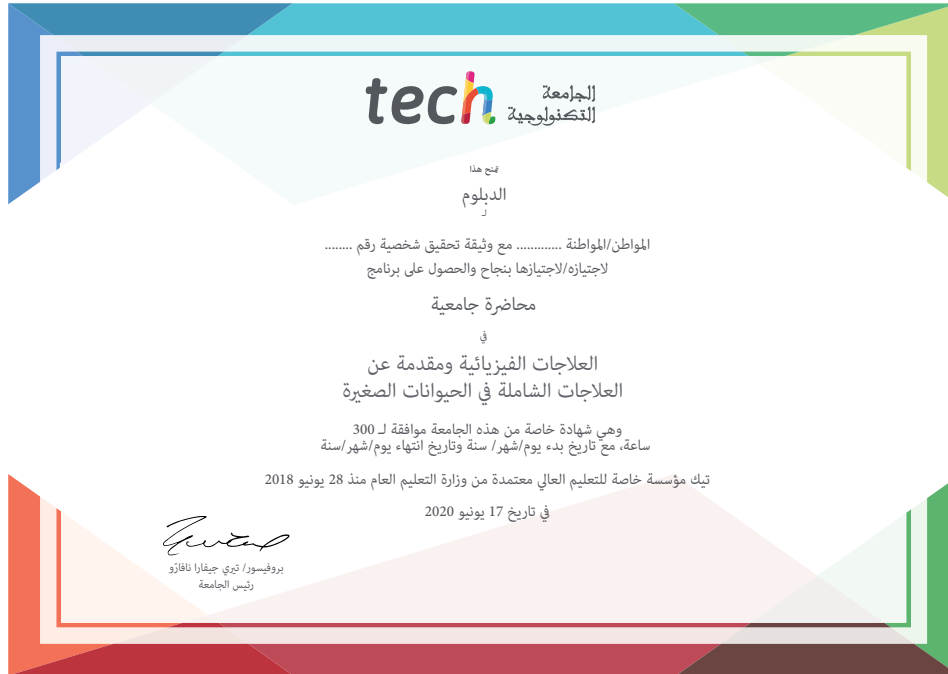 tech
الجامعة
التكنولوجية
تمنح هذا
الدبلوم
لـ
المواطن/المواطنة ............. مع وثيقة تحقيق شخصية رقم ........
لاجتيازه/لاجتيازها بنجاح والحصول على برنامج
محاضرة جامعية
في
العلاجات الفيزيائية ومقدمة عن
العلاجات الشاملة في الحيوانات الصغيرة
وهي شهادة خاصة من هذه الجامعة موافقة لـ 300
ساعة، مع تاريخ بدء يوم/شهر/ سنة وتاريخ انتهاء يوم/شهر/سنة
تيك مؤسسة خاصة للتعليم العالي معتمدة من وزارة التعليم العام منذ 28 يونيو 2018
في تاريخ 17 يونيو 2020
بروفيسور/ تيري جيفارا نافارّو
رئيس الجامعة